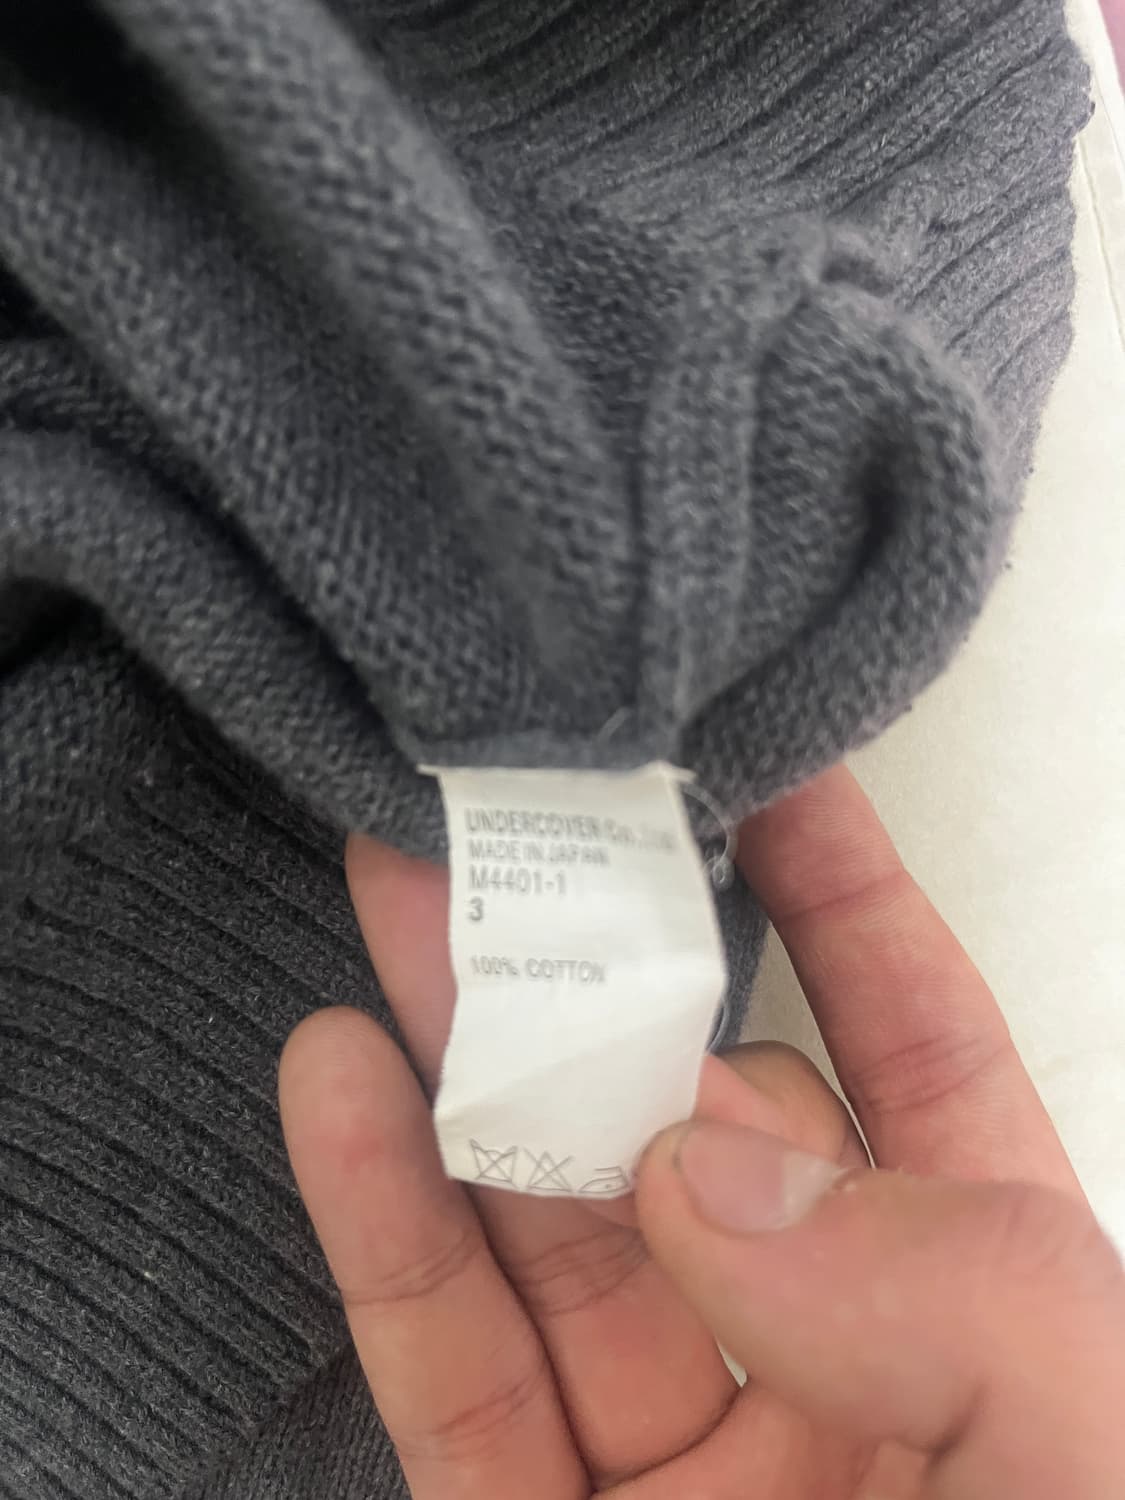 UNDERCOVER Co., Ltd
MADE IN JAPAN
M4401-1
3
100% COTTON